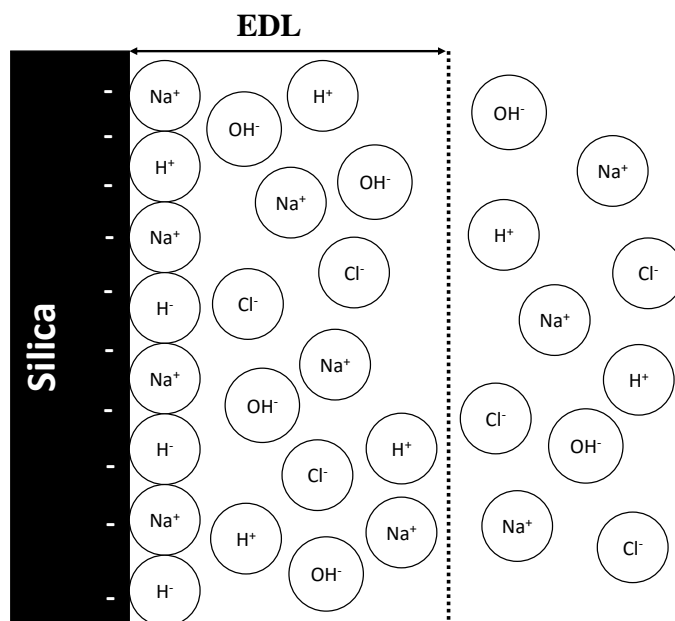 EDL
Silica
-
-
-
-
-
-
-
-
-
-
Na⁺
H⁺
Na⁺
H⁻
Na⁺
H⁻
Na⁺
H⁻
OH⁻
H⁺
Na⁺
OH⁻
Cl⁻
Cl⁻
Na⁺
OH⁻
H⁺
Cl⁻
H⁺
Na⁺
OH⁻
OH⁻
Na⁺
H⁺
Cl⁻
Na⁺
H⁺
Cl⁻
OH⁻
Na⁺
Cl⁻